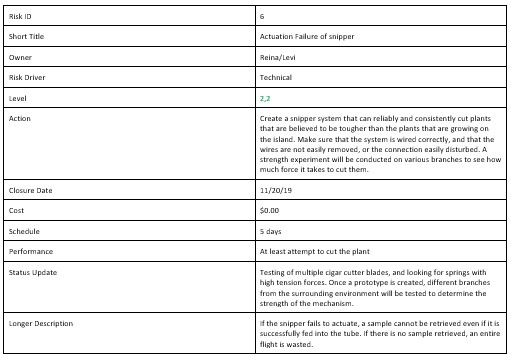 Risk ID 6
Short Title Actuation Failure of snipper
Owner Reina/Levi
Risk Driver Technical
Level 2,2
Action Create a snipper system that can reliably and consistently cut plants
that are believed to be tougher than the plants that are growing on
the island. Make sure that the system is wired correctly, and that the
wires are not easily removed, or the connection easily disturbed. A
strength experiment will be conducted on various branches to see how
much force it takes to cut them.
Closure Date 11/20/19
Cost $0.00
Schedule 5 days
Performance At least attempt to cut the plant
Status Update Testing of multiple cigar cutter blades, and looking for springs with
high tension forces. Once a prototype is created, different branches
from the surrounding environment will be tested to determine the
strength of the mechanism.
Longer Description If the snipper fails to actuate, a sample cannot be retrieved even if it is
successfully fed into the tube. If there is no sample retrieved, an entire
flight is wasted.